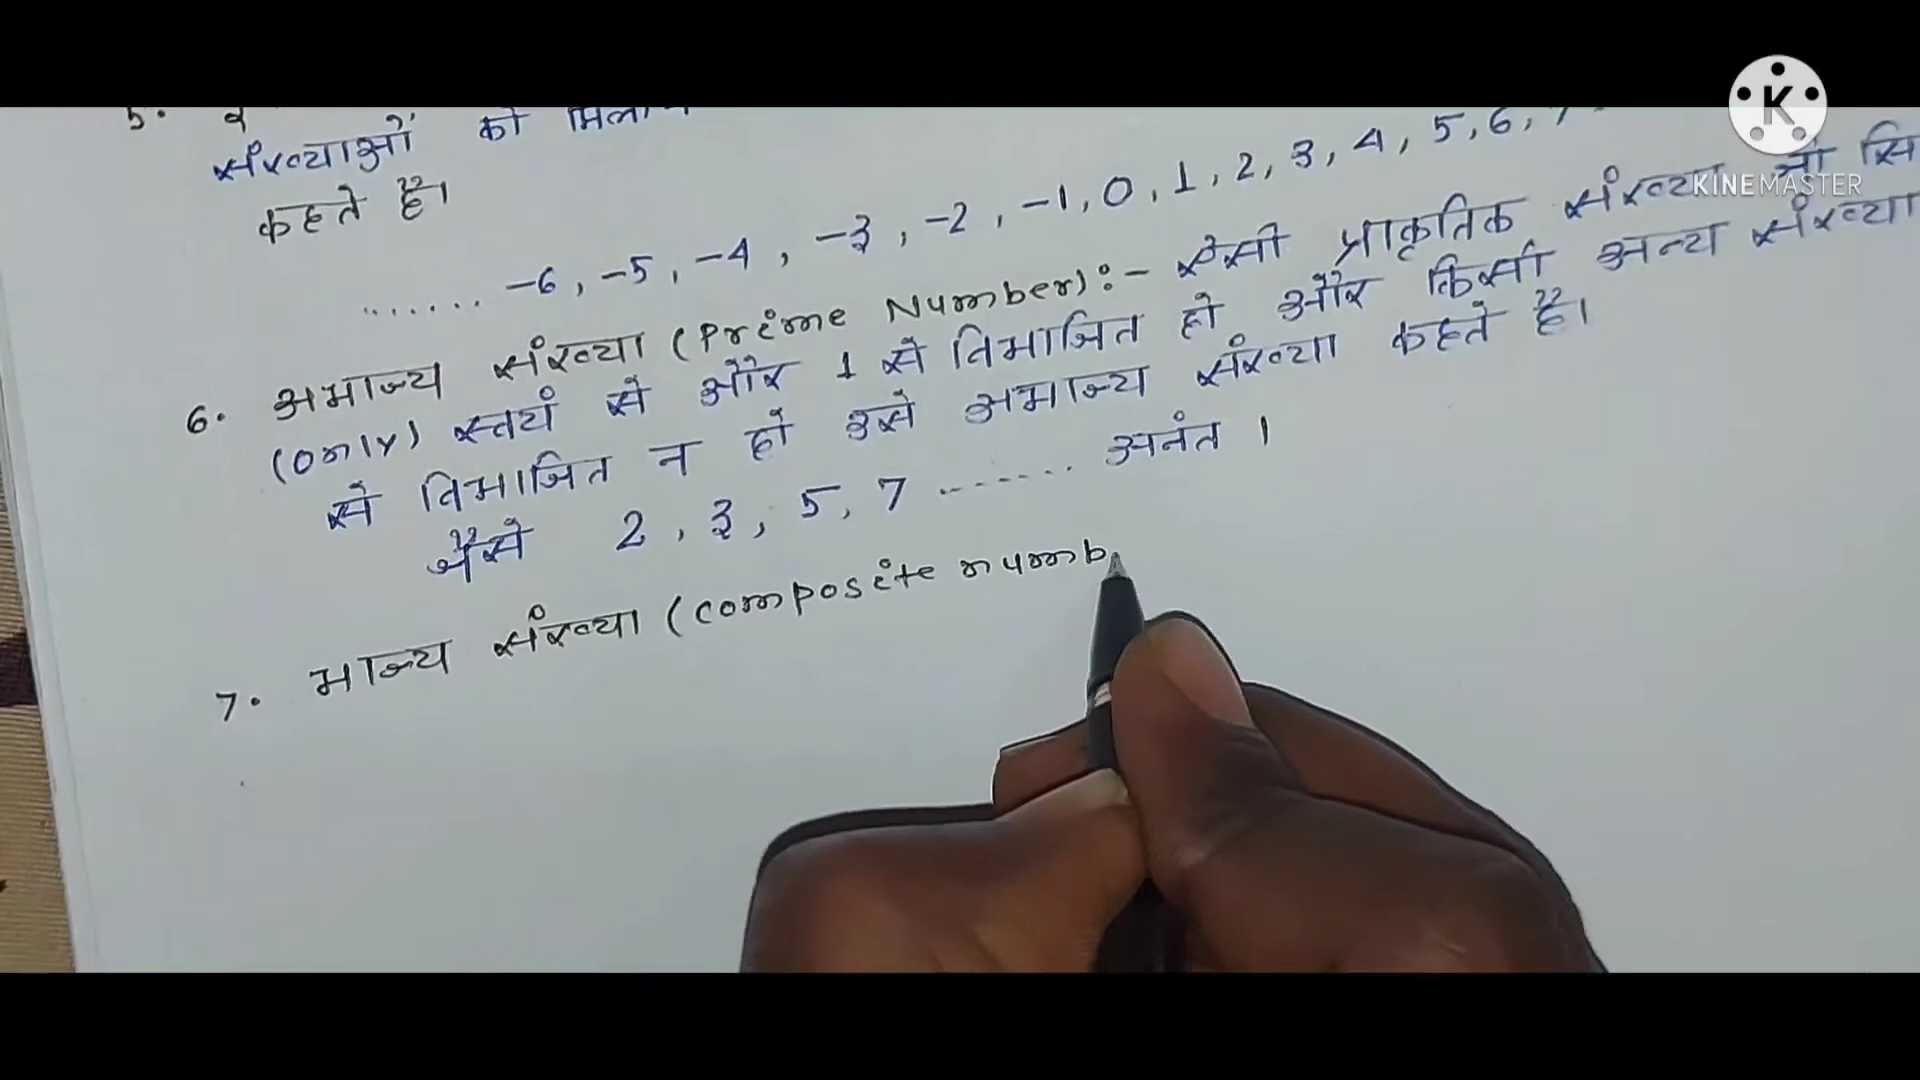 संख्याओं को
कहते है।
...... -6, -5, -4, -3, -2, -1, 0, 1, 2, 3, 4, 5, 6, 7
6. अभाज्य संख्या (Prime Number):- ऐसी प्राकृतिक संख्या जो सि
(only) स्वयं से और 1 से विभाजित हो और किसी अन्य संख्या
से विभाजित न हो उसे अभाज्य संख्या कहते है।
जैसे 2, 3, 5, 7 ....... अनंत।
7. भाज्य संख्या (composite numb
K
KINEMASTER